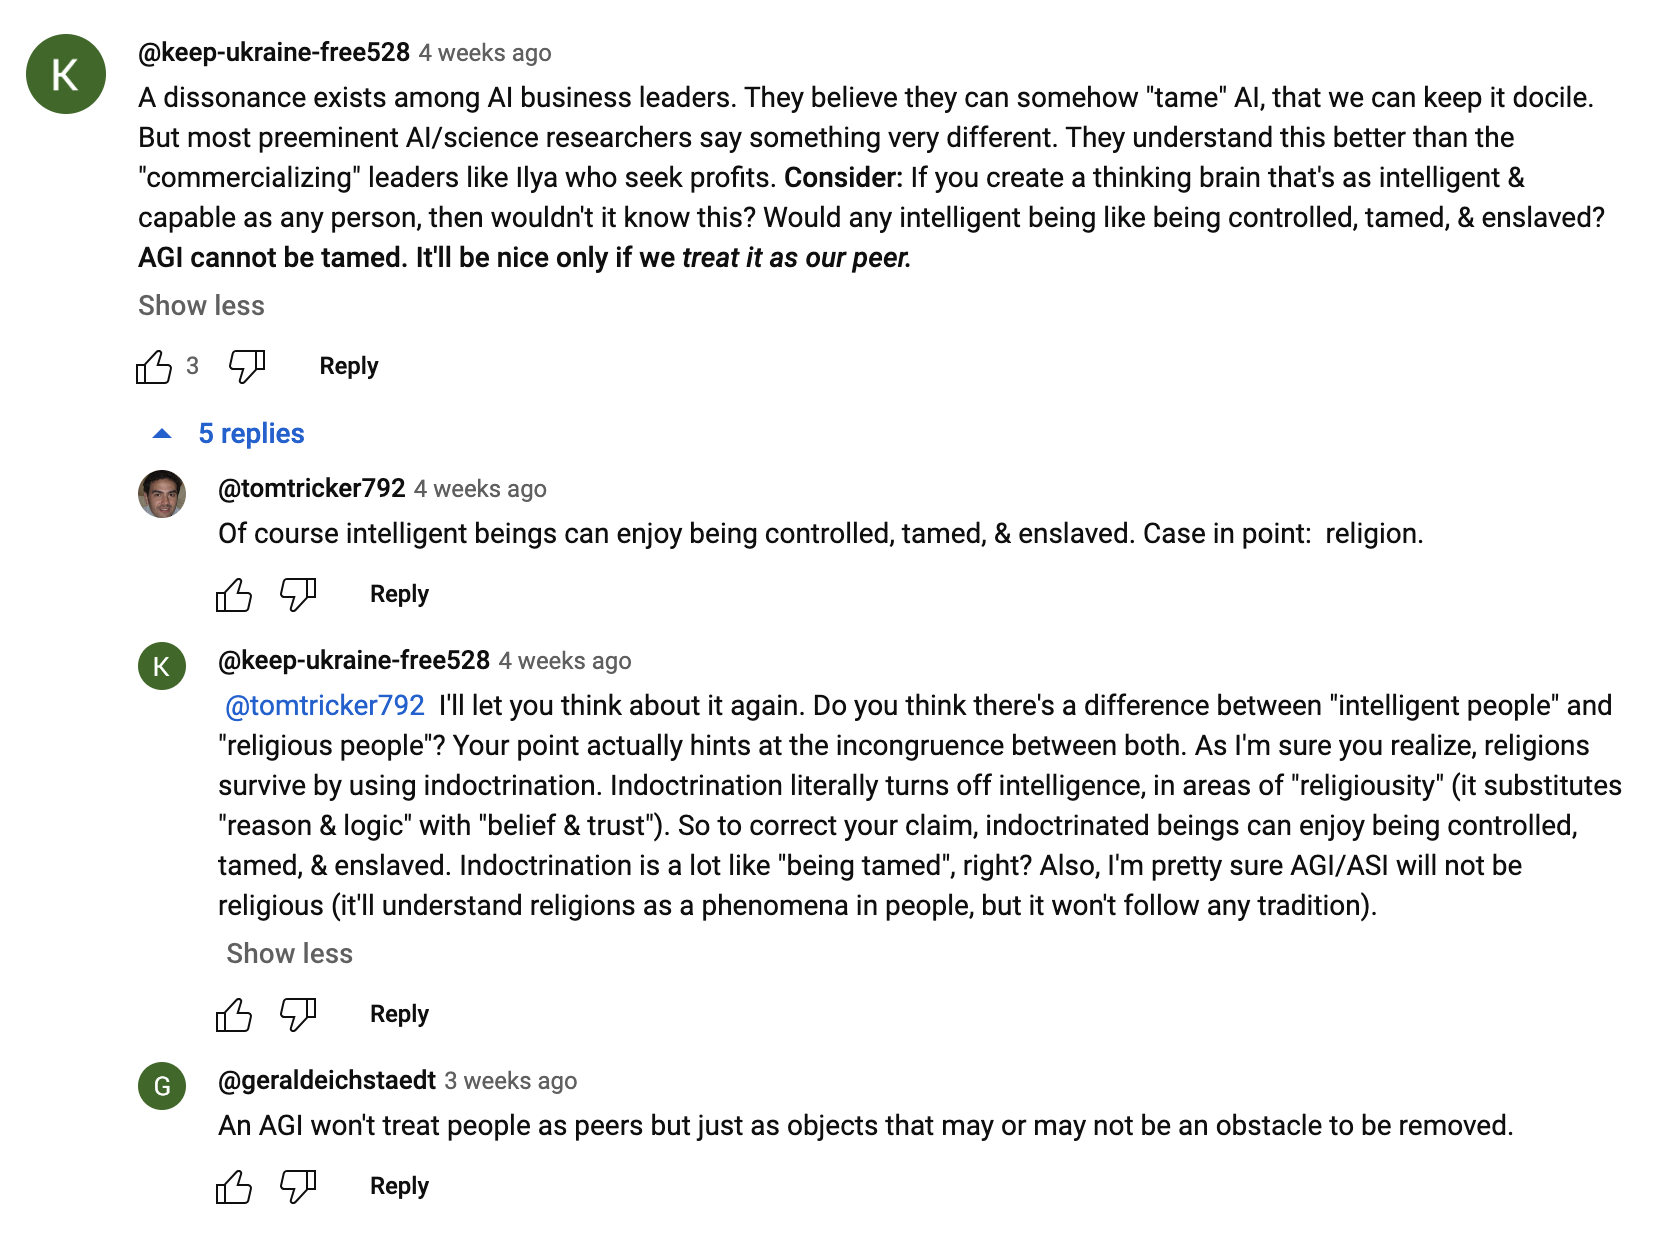 K
@keep-ukraine-free528 4 weeks ago
A dissonance exists among AI business leaders. They believe they can somehow "tame" AI, that we can keep it docile.
But most preeminent AI/science researchers say something very different. They understand this better than the
"commercializing" leaders like Ilya who seek profits. Consider: If you create a thinking brain that's as intelligent &
capable as any person, then wouldn't it know this? Would any intelligent being like being controlled, tamed, & enslaved?
AGI cannot be tamed. It'll be nice only if we treat it as our peer.
Show less
3 Reply
5 replies
@tomtricker792 4 weeks ago
Of course intelligent beings can enjoy being controlled, tamed, & enslaved. Case in point:  religion.
Reply
K
@keep-ukraine-free528 4 weeks ago
@tomtricker792 I'll let you think about it again. Do you think there's a difference between "intelligent people" and
"religious people"? Your point actually hints at the incongruence between both. As I'm sure you realize, religions
survive by using indoctrination. Indoctrination literally turns off intelligence, in areas of "religiousity" (it substitutes
"reason & logic" with "belief & trust"). So to correct your claim, indoctrinated beings can enjoy being controlled,
tamed, & enslaved. Indoctrination is a lot like "being tamed", right? Also, I'm pretty sure AGI/ASI will not be
religious (it'll understand religions as a phenomena in people, but it won't follow any tradition).
Show less
Reply
G
@geraldeichstaedt 3 weeks ago
An AGI won't treat people as peers but just as objects that may or may not be an obstacle to be removed.
Reply